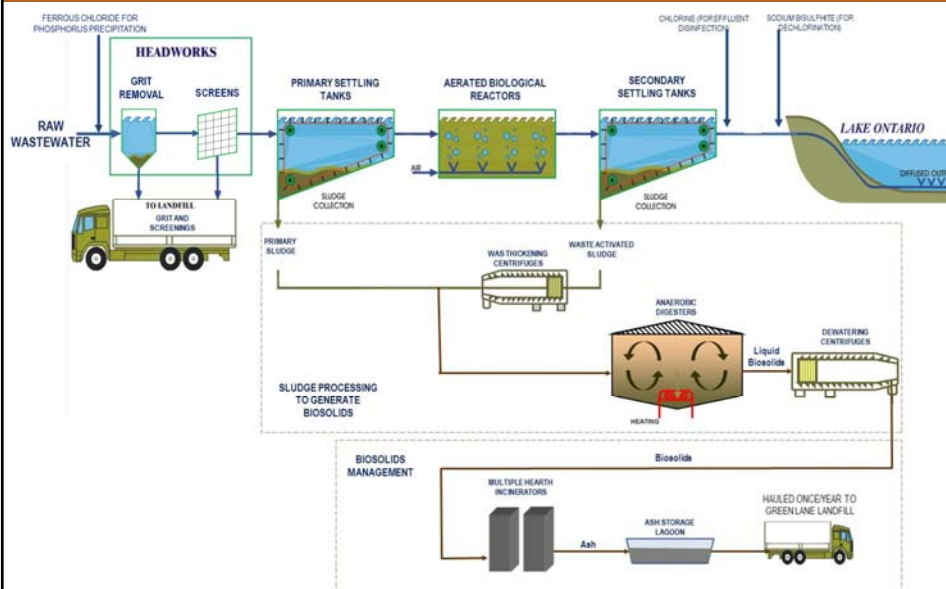 FERROUS CHLORIDE FOR
PHOSPHORUS PRECIPITATION
CHLORINE (FOR EFFLUENT
DISINFECTION)
SODIUM BISULPHITE (FOR
DECHLORINATION)
HEADWORKS
GRIT
REMOVAL
SCREENS
PRIMARY SETTLING
TANKS
AERATED BIOLOGICAL
REACTORS
SECONDARY
SETTLING TANKS
RAW
WASTEWATER
LAKE ONTARIO
AIR
DIFFUSED
SLUDGE
COLLECTION
SLUDGE
COLLECTION
TO LANDFILL
GRIT AND
SCREENINGS
PRIMARY
SLUDGE
WAS THICKENING
CENTRIFUGES
WASTE ACTIVATED
SLUDGE
ANAEROBIC
DIGESTERS
DEWATERING
CENTRIFUGES
Liquid
Biosolids
SLUDGE PROCESSING
TO GENERATE
BIOSOLIDS
HEATING
BIOSOLIDS
MANAGEMENT
Biosolids
MULTIPLE HEARTH
INCINERATORS
ASH STORAGE
LAGOON
HAULED ONCE/YEAR TO
GREEN LANE LANDFILL
Ash